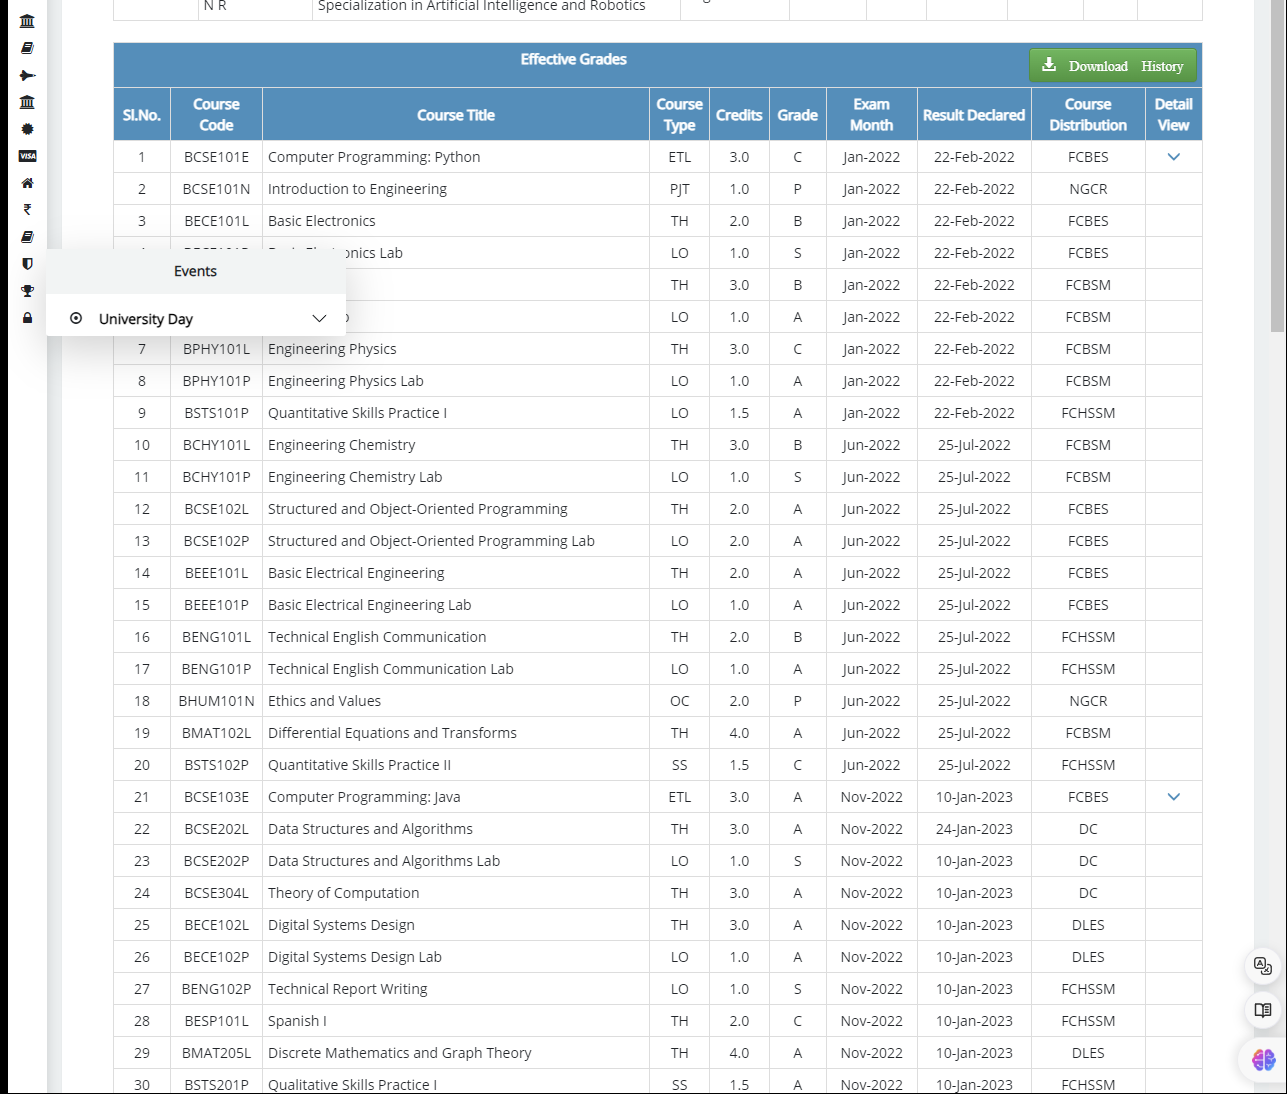 N R Specialization in Artificial Intelligence and Robotics
Effective Grades
Download History
Sl.No. Course Code Course Title Course Type Credits Grade Exam Month Result Declared Course Distribution Detail View
1 BCSE101E Computer Programming: Python ETL 3.0 C Jan-2022 22-Feb-2022 FCBES
2 BCSE101N Introduction to Engineering PJT 1.0 P Jan-2022 22-Feb-2022 NGCR
3 BECE101L Basic Electronics TH 2.0 B Jan-2022 22-Feb-2022 FCBES
Lab LO 1.0 S Jan-2022 22-Feb-2022 FCBES
TH 3.0 B Jan-2022 22-Feb-2022 FCBSM
LO 1.0 A Jan-2022 22-Feb-2022 FCBSM
Events
University Day
7 BPHY101L Engineering Physics TH 3.0 C Jan-2022 22-Feb-2022 FCBSM
8 BPHY101P Engineering Physics Lab LO 1.0 A Jan-2022 22-Feb-2022 FCBSM
9 BSTS101P Quantitative Skills Practice I LO 1.5 A Jan-2022 22-Feb-2022 FCHSSM
10 BCHY101L Engineering Chemistry TH 3.0 B Jun-2022 25-Jul-2022 FCBSM
11 BCHY101P Engineering Chemistry Lab LO 1.0 S Jun-2022 25-Jul-2022 FCBSM
12 BCSE102L Structured and Object-Oriented Programming TH 2.0 A Jun-2022 25-Jul-2022 FCBES
13 BCSE102P Structured and Object-Oriented Programming Lab LO 2.0 A Jun-2022 25-Jul-2022 FCBES
14 BEEE101L Basic Electrical Engineering TH 2.0 A Jun-2022 25-Jul-2022 FCBES
15 BEEE101P Basic Electrical Engineering Lab LO 1.0 A Jun-2022 25-Jul-2022 FCBES
16 BENG101L Technical English Communication TH 2.0 B Jun-2022 25-Jul-2022 FCHSSM
17 BENG101P Technical English Communication Lab LO 1.0 A Jun-2022 25-Jul-2022 FCHSSM
18 BHUM101N Ethics and Values OC 2.0 P Jun-2022 25-Jul-2022 NGCR
19 BMAT102L Differential Equations and Transforms TH 4.0 A Jun-2022 25-Jul-2022 FCBSM
20 BSTS102P Quantitative Skills Practice II SS 1.5 C Jun-2022 25-Jul-2022 FCHSSM
21 BCSE103E Computer Programming: Java ETL 3.0 A Nov-2022 10-Jan-2023 FCBES
22 BCSE202L Data Structures and Algorithms TH 3.0 A Nov-2022 24-Jan-2023 DC
23 BCSE202P Data Structures and Algorithms Lab LO 1.0 S Nov-2022 10-Jan-2023 DC
24 BCSE304L Theory of Computation TH 3.0 A Nov-2022 10-Jan-2023 DC
25 BECE102L Digital Systems Design TH 3.0 A Nov-2022 10-Jan-2023 DLES
26 BECE102P Digital Systems Design Lab LO 1.0 A Nov-2022 10-Jan-2023 DLES
27 BENG102P Technical Report Writing LO 1.0 S Nov-2022 10-Jan-2023 FCHSSM
28 BESP101L Spanish I TH 2.0 C Nov-2022 10-Jan-2023 FCHSSM
29 BMAT205L Discrete Mathematics and Graph Theory TH 4.0 A Nov-2022 10-Jan-2023 DLES
30 BSTS201P Qualitative Skills Practice I SS 1.5 A Nov-2022 10-Jan-2023 FCHSSM
VISA